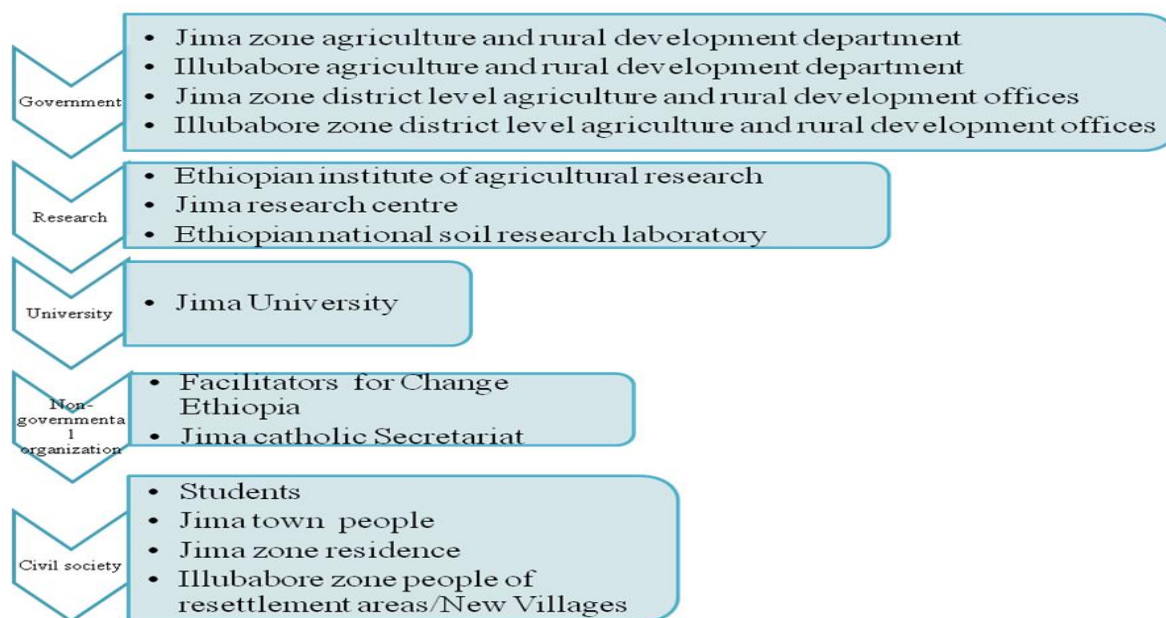 Government
• Jima zone agriculture and rural development department
• Illubabore agriculture and rural development department
• Jima zone district level agriculture and rural development offices
• Illubabore zone district level agriculture and rural development offices
Research
• Ethiopian institute of agricultural research
• Jima research centre
• Ethiopian national soil research laboratory
University
• Jima University
Non-
governmenta
l
organization
• Facilitators for Change
Ethiopia
• Jima catholic Secretariat
Civil society
• Students
• Jima town people
• Jima zone residence
• Illubabore zone people of
resettlement areas/New Villages